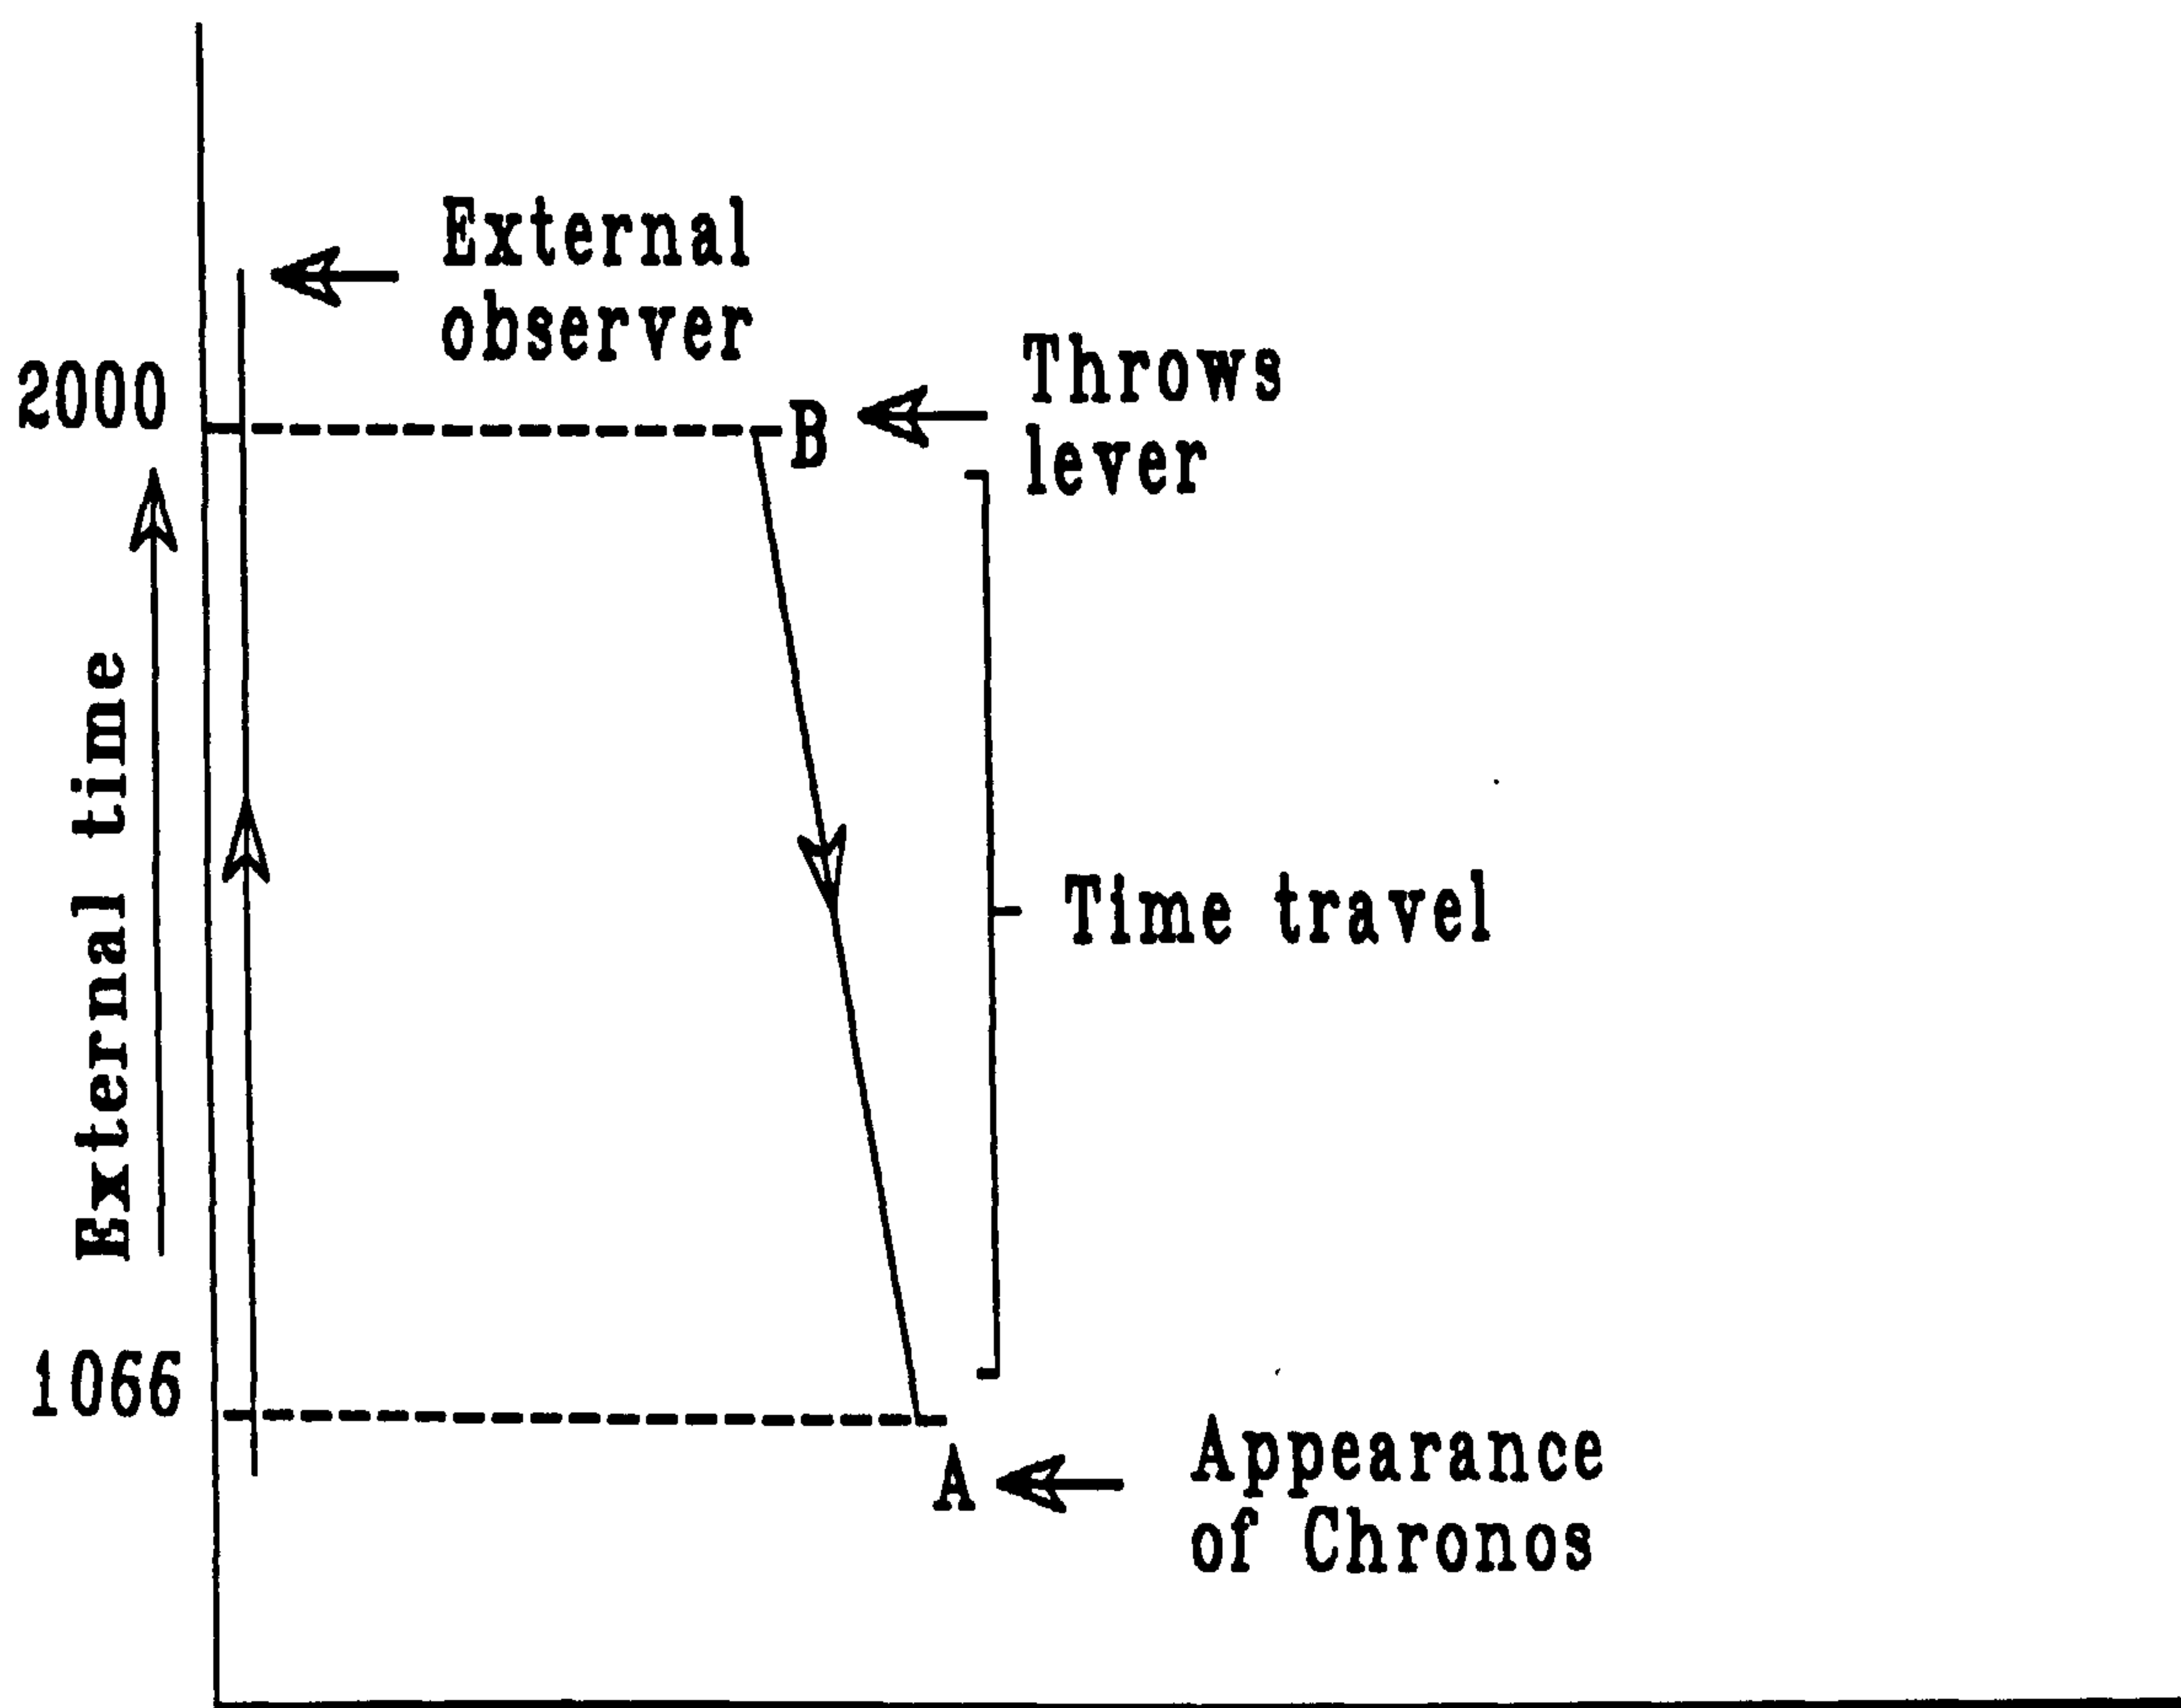 External
observer
Throws
lever
2000
B
External time
Time travel
1066
A
Appearance
of Chronos